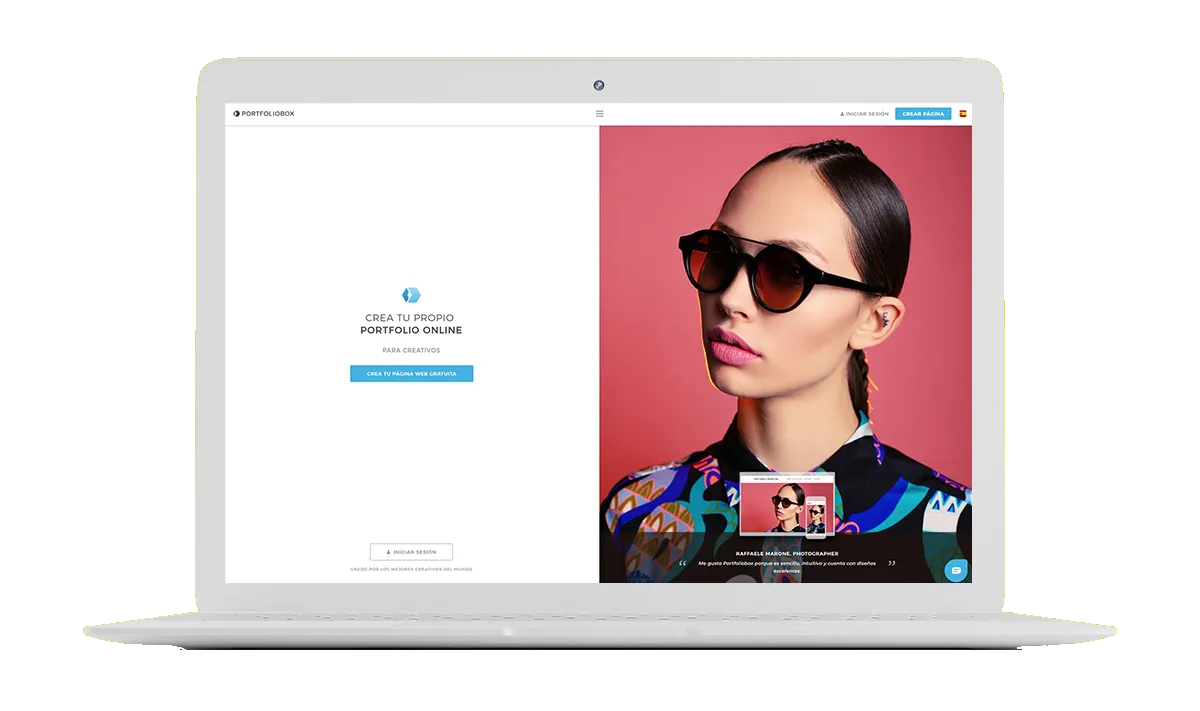 PORTFOLIOBOX
INICIAR SESIÓN
CREAR PÁGINA
CREA TU PROPIO
PORTFOLIO ONLINE
PARA CREATIVOS
CREA TU PÁGINA WEB GRATUITA
INICIAR SESIÓN
USADO POR LOS MEJORES CREATIVOS DEL MUNDO
RAFFAELE MARONE, PHOTOGRAPHER
“ Me gusta Portfoliobox porque es sencillo, intuitivo y cuenta con diseños ”
excelentes